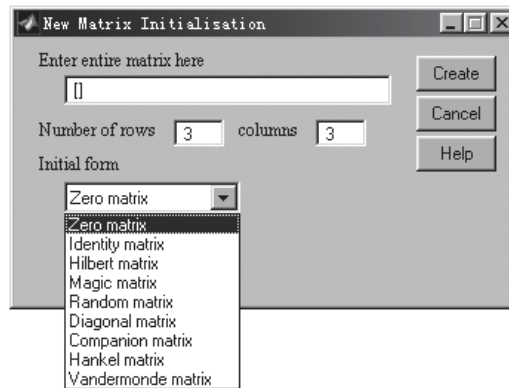 New Matrix Initialisation
Enter entire matrix here
[]
Number of rows 3 columns 3
Initial form
Zero matrix
Zero matrix
Identity matrix
Hilbert matrix
Magic matrix
Random matrix
Diagonal matrix
Companion matrix
Hankel matrix
Vandermonde matrix
Create
Cancel
Help